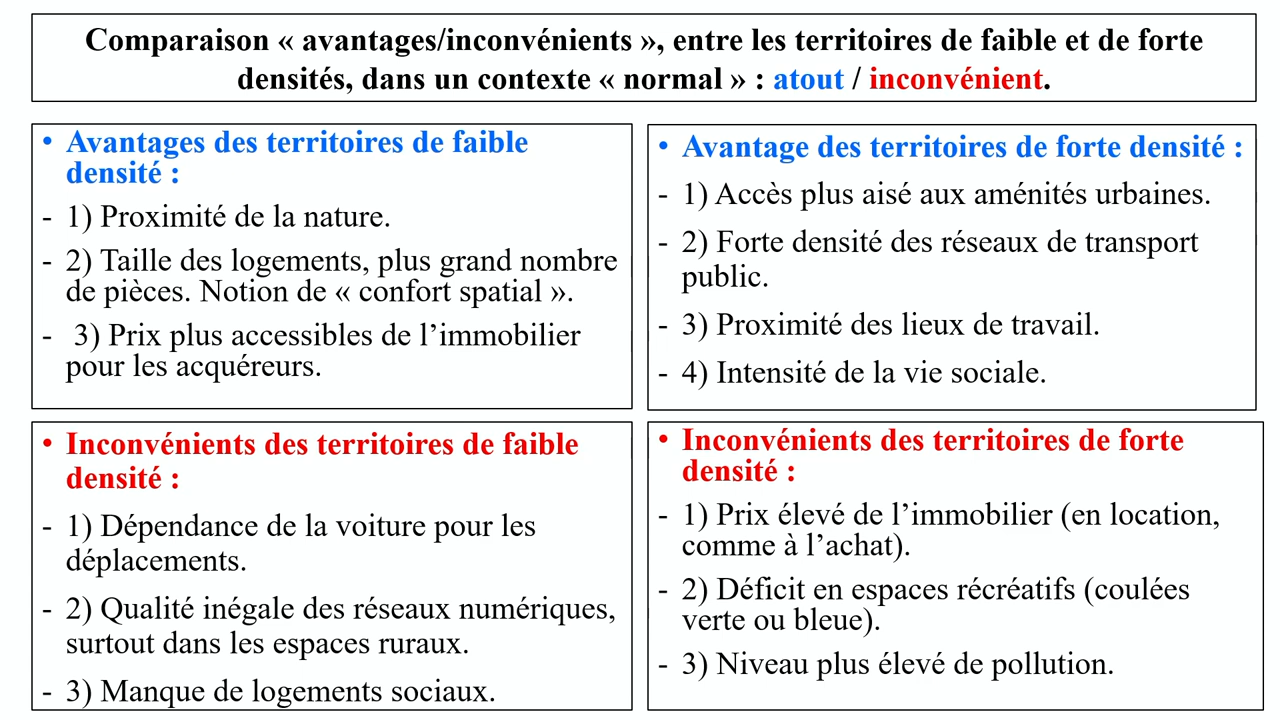 Comparaison « avantages/inconvénients », entre les territoires de faible et de forte
densités, dans un contexte « normal » : atout / inconvénient.
• Avantages des territoires de faible
densité :
- 1) Proximité de la nature.
- 2) Taille des logements, plus grand nombre
de pièces. Notion de « confort spatial ».
- 3) Prix plus accessibles de l’immobilier
pour les acquéreurs.
• Avantage des territoires de forte densité :
- 1) Accès plus aisé aux aménités urbaines.
- 2) Forte densité des réseaux de transport
public.
- 3) Proximité des lieux de travail.
- 4) Intensité de la vie sociale.
• Inconvénients des territoires de faible
densité :
- 1) Dépendance de la voiture pour les
déplacements.
- 2) Qualité inégale des réseaux numériques,
surtout dans les espaces ruraux.
- 3) Manque de logements sociaux.
• Inconvénients des territoires de forte
densité :
- 1) Prix élevé de l’immobilier (en location,
comme à l’achat).
- 2) Déficit en espaces récréatifs (coulées
verte ou bleue).
- 3) Niveau plus élevé de pollution.